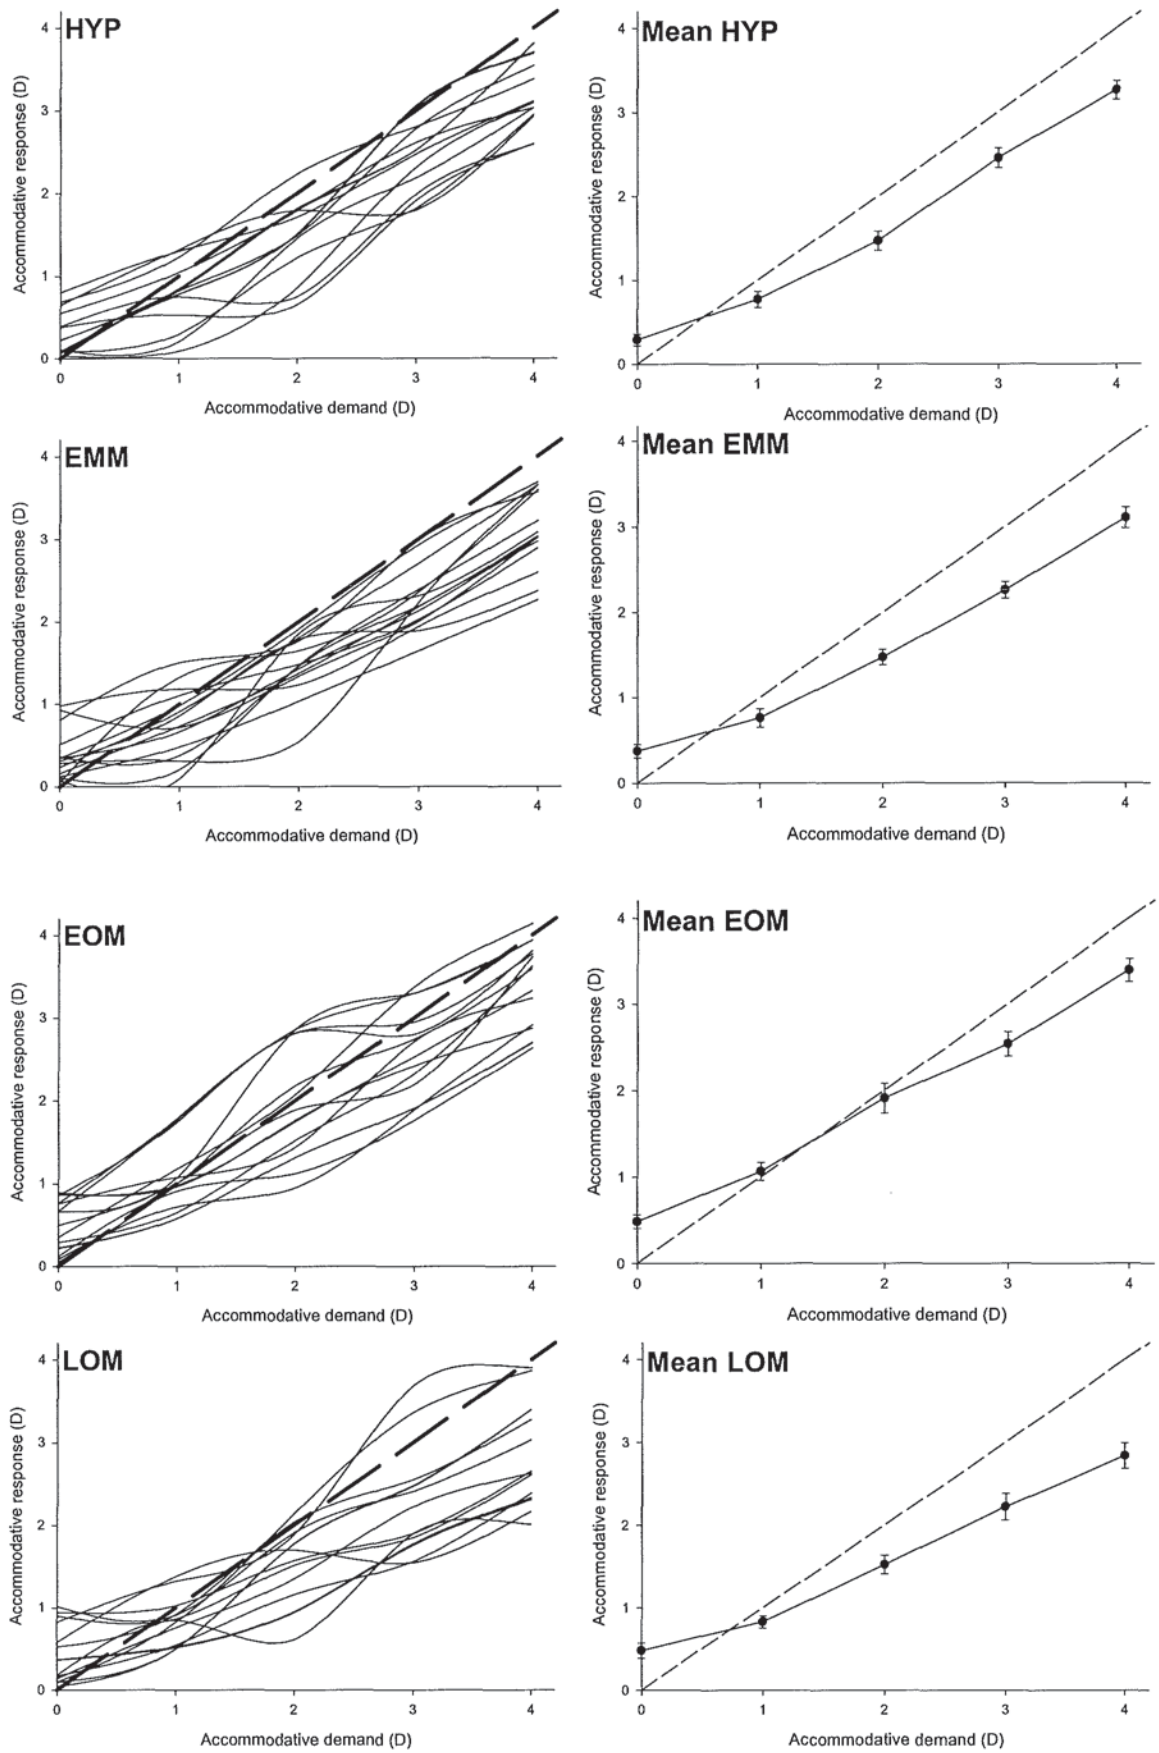 HYP
4
3
2
1
0
Accommodative response (D)
0 1 2 3 4
Accommodative demand (D)
Mean HYP
4
3
2
1
0
Accommodative response (D)
0 1 2 3 4
Accommodative demand (D)
EMM
4
3
2
1
0
Accommodative response (D)
0 1 2 3 4
Accommodative demand (D)
Mean EMM
4
3
2
1
0
Accommodative response (D)
0 1 2 3 4
Accommodative demand (D)
EOM
4
3
2
1
0
Accommodative response (D)
0 1 2 3 4
Accommodative demand (D)
Mean EOM
4
3
2
1
0
Accommodative response (D)
0 1 2 3 4
Accommodative demand (D)
LOM
4
3
2
1
0
Accommodative response (D)
0 1 2 3 4
Accommodative demand (D)
Mean LOM
4
3
2
1
0
Accommodative response (D)
0 1 2 3 4
Accommodative demand (D)